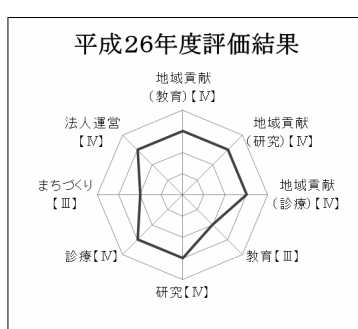 平成26年度評価結果
地域貢献
(教育)【Ⅳ】
地域貢献
(研究)【Ⅳ】
地域貢献
(診療)【Ⅳ】
教育【Ⅲ】
研究【Ⅳ】
診療【Ⅳ】
まちづくり
【Ⅲ】
法人運営
【Ⅳ】